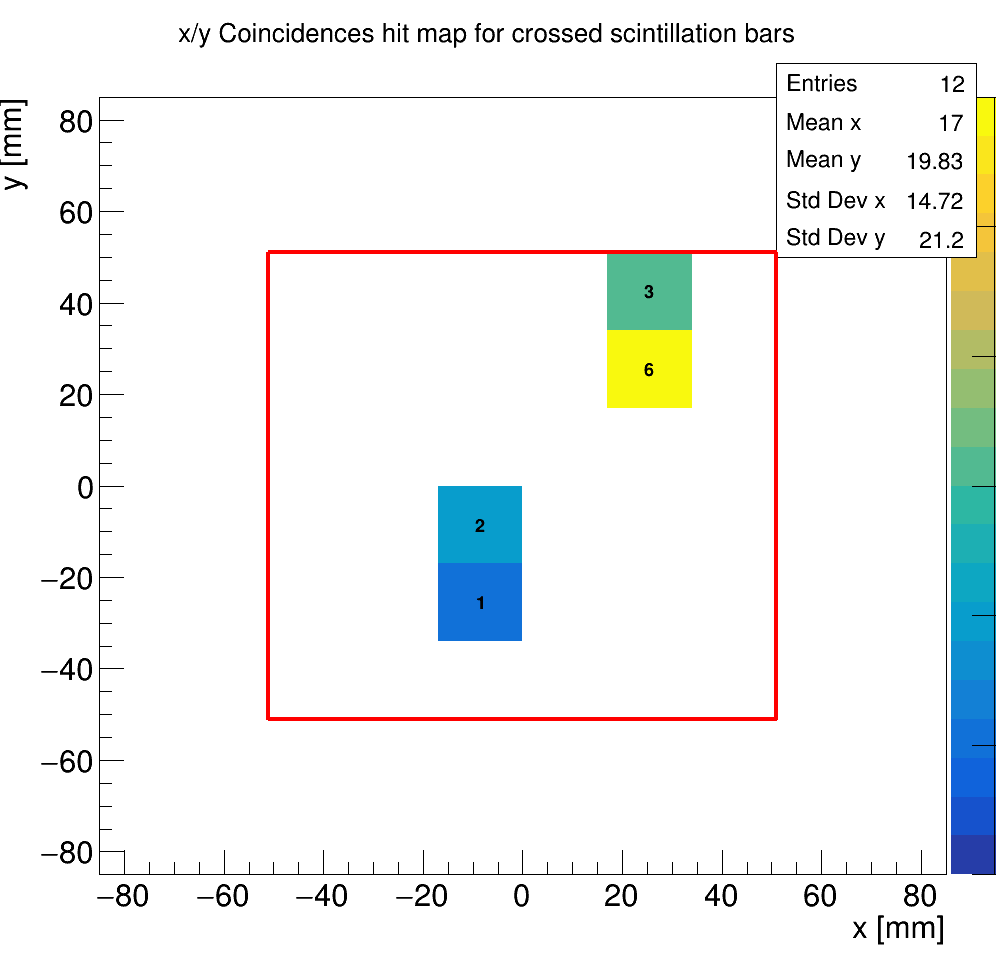 x/y Coincidences hit map for crossed scintillation bars
Entries 12
Mean x 17
Mean y 19.83
Std Dev x 14.72
Std Dev y 21.2
y [mm]
80
60
40
20
0
−20
−40
−60
−80
3
6
2
1
−80 −60 −40 −20 0 20 40 60 80
x [mm]